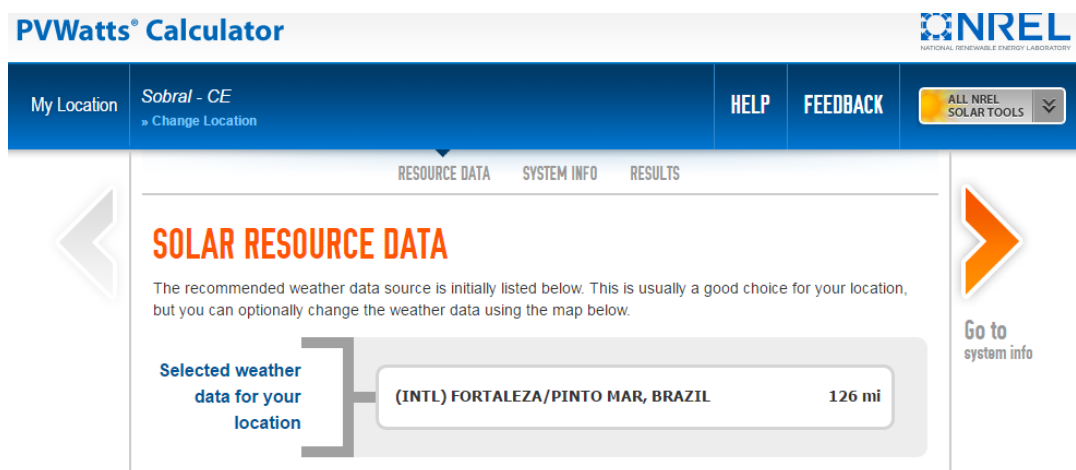 PVWatts® Calculator
NREL
NATIONAL RENEWABLE ENERGY LABORATORY
My Location
Sobral - CE
» Change Location
HELP
FEEDBACK
ALL NREL
SOLAR TOOLS
RESOURCE DATA
SYSTEM INFO
RESULTS
SOLAR RESOURCE DATA
The recommended weather data source is initially listed below. This is usually a good choice for your location,
but you can optionally change the weather data using the map below.
Go to
system info
Selected weather
data for your
location
(INTL) FORTALEZA/PINTO MAR, BRAZIL 126 mi